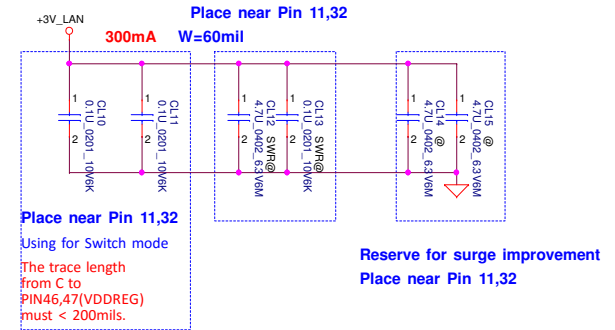 Place near Pin 11,32
+3V_LAN
300mA
W=60mil
1
2
CL10
0.1U_0201_10V6K
1
2
CL11
0.1U_0201_10V6K
1
2
CL12 SWR@
4.7U_0402_6.3V6M
1
2
CL13 SWR@
0.1U_0201_10V6K
1
2
CL14 @
4.7U_0402_6.3V6M
1
2
CL15 @
4.7U_0402_6.3V6M
Place near Pin 11,32
Using for Switch mode
The trace length
from C to
PIN46,47(VDDREG)
must < 200mils.
Reserve for surge improvement
Place near Pin 11,32